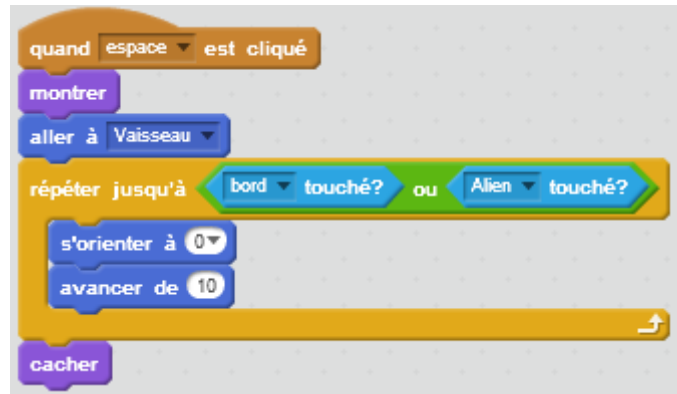 quand espace est cliqué
montrer
aller à Vaisseau
répéter jusqu'à bord touché? ou Alien touché?
s'orienter à 0
avancer de 10
cacher